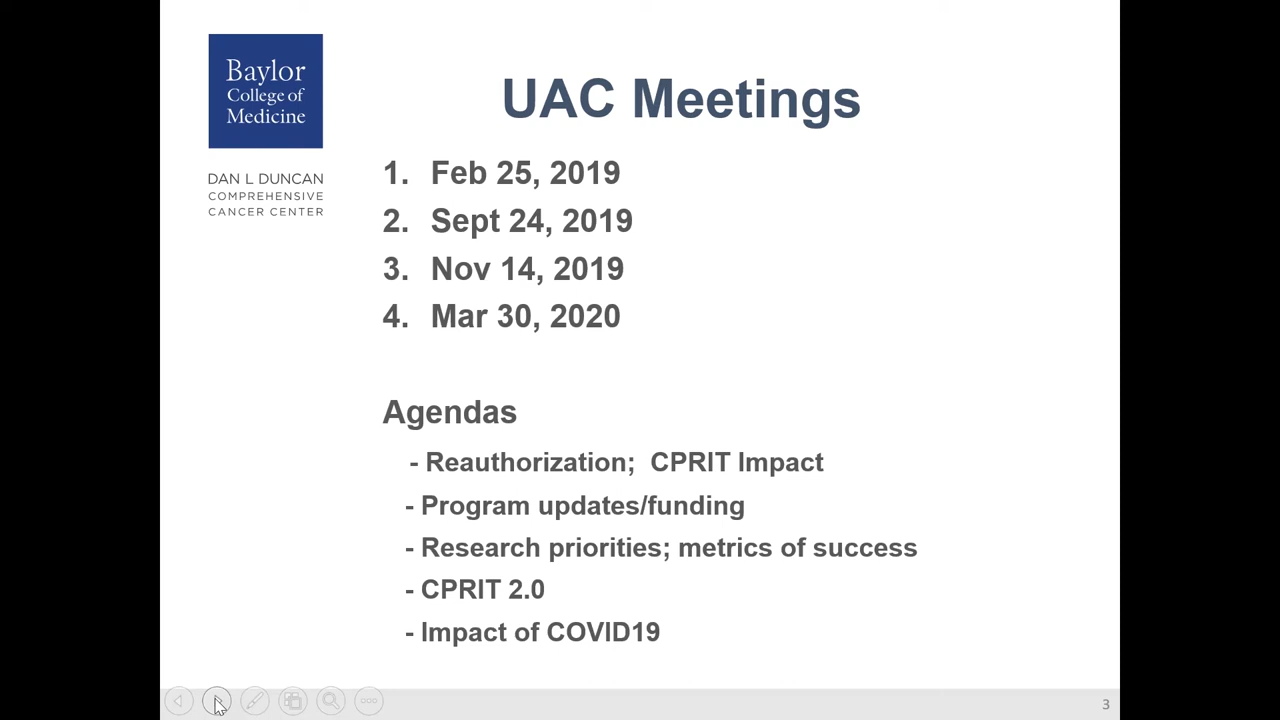 Baylor
College of
Medicine
DAN L DUNCAN
COMPREHENSIVE
CANCER CENTER
UAC Meetings
1. Feb 25, 2019
2. Sept 24, 2019
3. Nov 14, 2019
4. Mar 30, 2020
Agendas
- Reauthorization; CPRIT Impact
- Program updates/funding
- Research priorities; metrics of success
- CPRIT 2.0
- Impact of COVID19
3